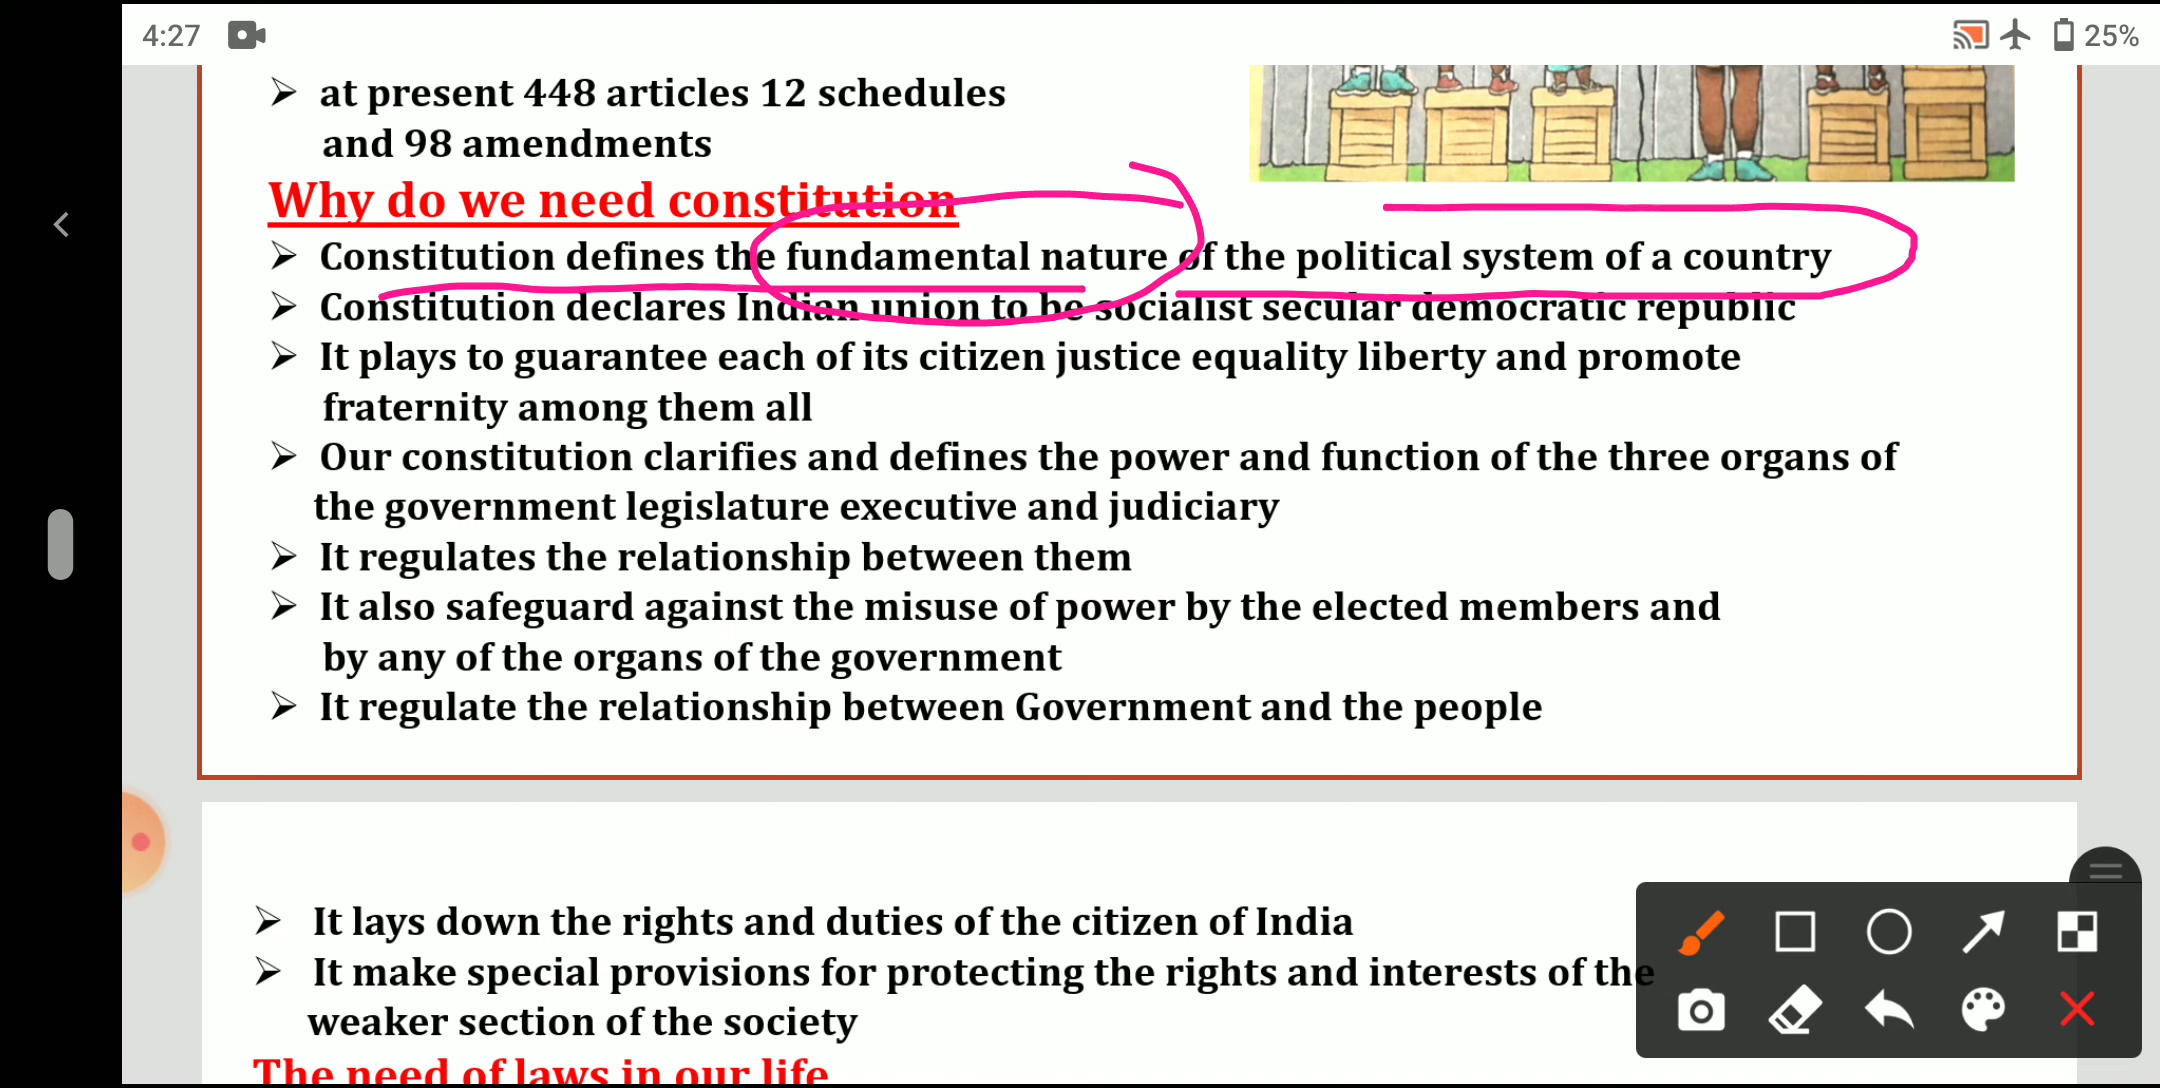 4:27
25%
➢ at present 448 articles 12 schedules
and 98 amendments
Why do we need constitution
➢ Constitution defines the fundamental nature of the political system of a country
➢ Constitution declares Indian union to be socialist secular democratic republic
➢ It plays to guarantee each of its citizen justice equality liberty and promote
fraternity among them all
➢ Our constitution clarifies and defines the power and function of the three organs of
the government legislature executive and judiciary
➢ It regulates the relationship between them
➢ It also safeguard against the misuse of power by the elected members and
by any of the organs of the government
➢ It regulate the relationship between Government and the people
➢ It lays down the rights and duties of the citizen of India
➢ It make special provisions for protecting the rights and interests of the
weaker section of the society
The need of laws in our life